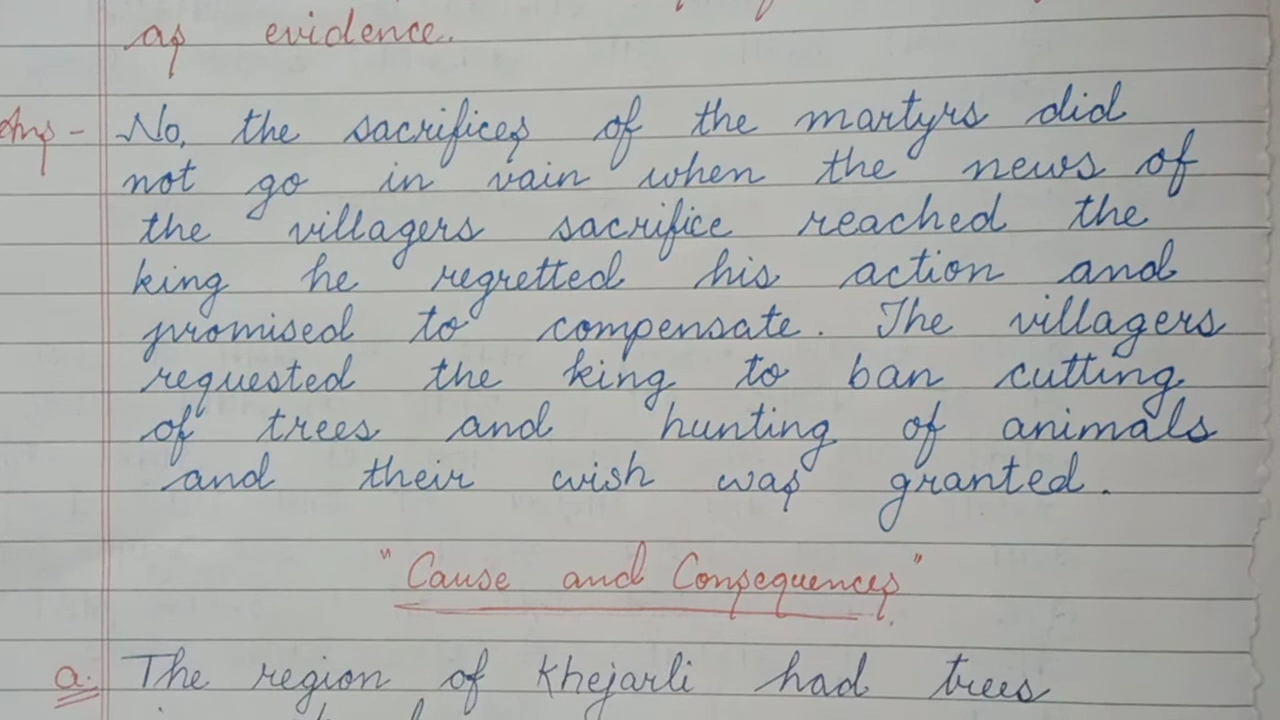 as evidence.
Ans - No, the sacrifices of the martyrs did
not go in vain when the news of
the villagers sacrifice reached the
king he regretted his action and
promised to compensate. The villagers
requested the king to ban cutting
of trees and hunting of animals
and their wish was granted.
"Cause and Consequences"
a. The region of Khejarli had trees